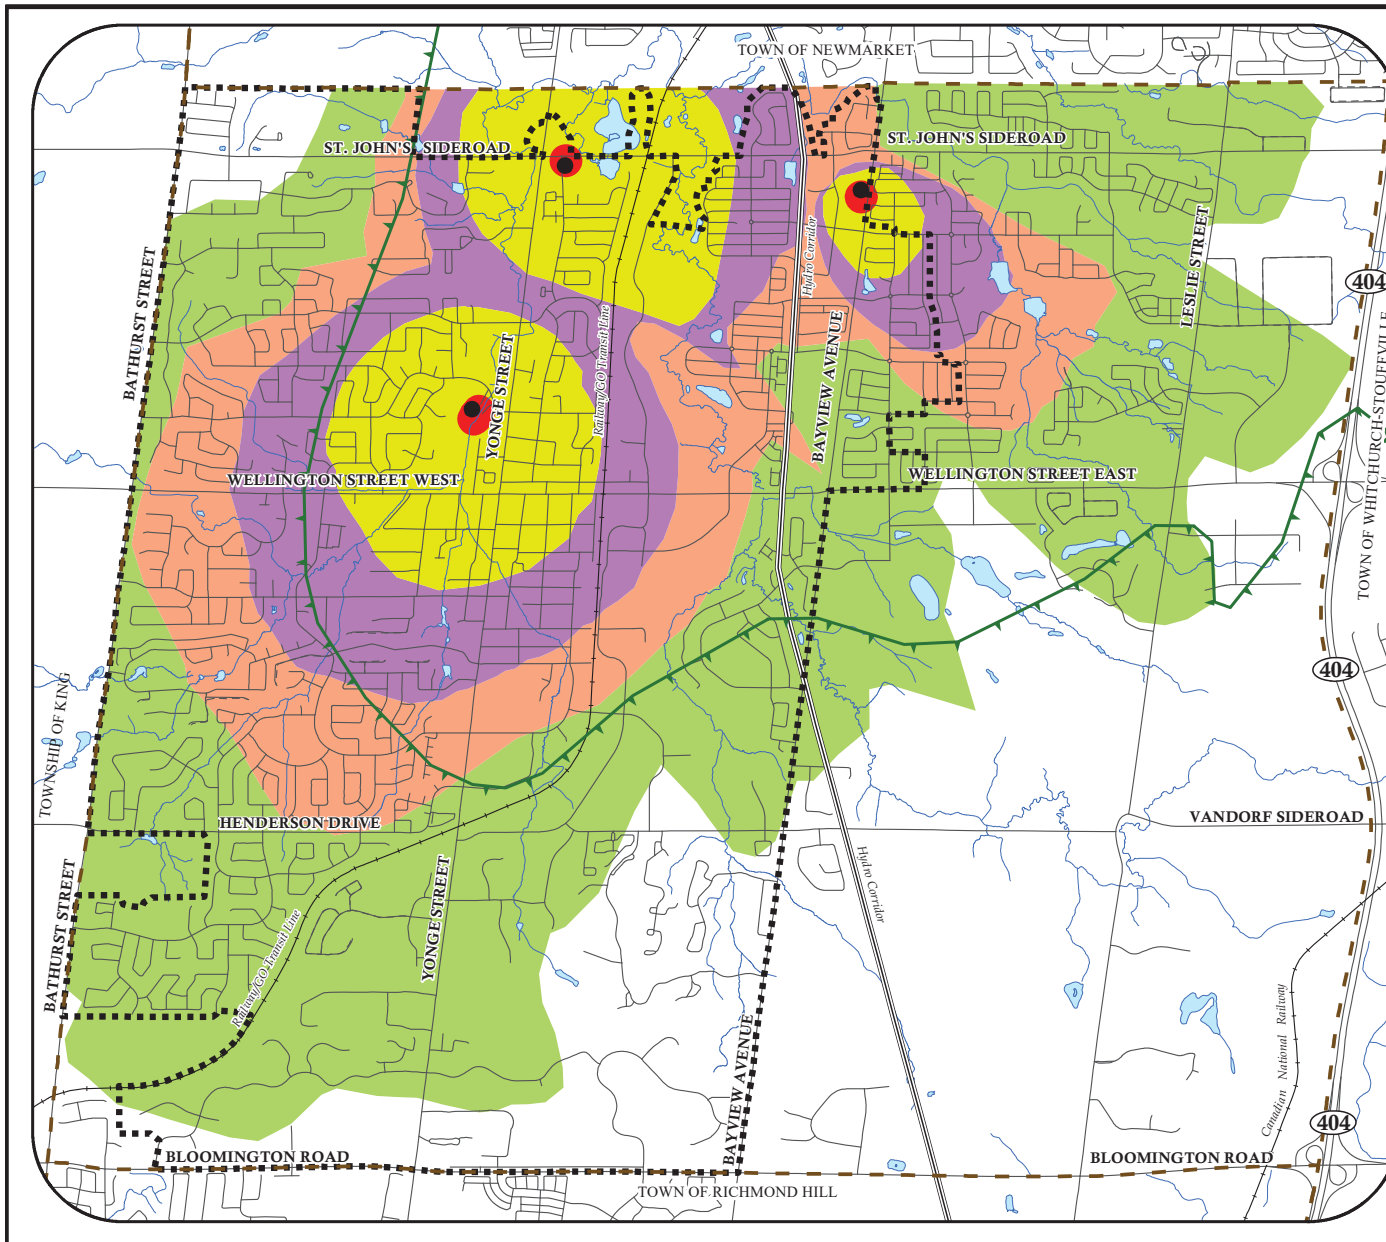 TOWN OF NEWMARKET
ST. JOHN'S SIDEROAD
ST. JOHN'S SIDEROAD
Hydro Corridor
LESLIE STREET
BATHURST STREET
404
YONGE STREET
Railway/GO Transit Line
BAYVIEW AVENUE
WELLINGTON STREET WEST
WELLINGTON STREET EAST
TOWN OF WHITCHURCH-STOUFFVILLE
404
TOWNSHIP OF KING
HENDERSON DRIVE
VANDORF SIDEROAD
Hydro Corridor
BATHURST STREET
YONGE STREET
Railway/GO Transit Line
BAYVIEW AVENUE
Canadian National Railway
404
BLOOMINGTON ROAD
BLOOMINGTON ROAD
TOWN OF RICHMOND HILL